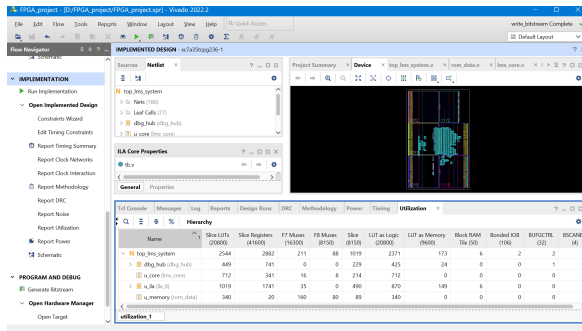 FPGA_project - [D:/FPGA_project/FPGA_project.xpr] - Vivado 2022.2
File Edit Flow Tools Reports Window Layout View Help Quick Access
write_bitstream Complete
Default Layout
Flow Navigator
IMPLEMENTED DESIGN - xc7a35tcpg236-1
Schematic
IMPLEMENTATION
Run Implementation
Open Implemented Design
Constraints Wizard
Edit Timing Constraints
Report Timing Summary
Report Clock Networks
Report Clock Interaction
Report Methodology
Report DRC
Report Noise
Report Utilization
Report Power
Schematic
PROGRAM AND DEBUG
Generate Bitstream
Open Hardware Manager
Open Target
Sources Netlist
top_lms_system
Nets (186)
Leaf Cells (77)
dbg_hub (dbg_hub)
u_core (lms_core)
ILA Core Properties
tb.v
General Properties
Project Summary Device top_lms_system.v rom_data.v lms_core.v
Tcl Console Messages Log Reports Design Runs DRC Methodology Power Timing Utilization
Hierarchy
Name Slice LUTs (20800) Slice Registers (41600) F7 Muxes (16300) F8 Muxes (8150) Slice (8150) LUT as Logic (20800) LUT as Memory (9600) Block RAM Tile (50) Bonded IOB (106) BUFGCTRL (32) BSCANE (4)
top_lms_system 2544 2882 211 88 1019 2371 173 6 2 2
dbg_hub (dbg_hub) 449 741 0 0 229 425 24 0 0 1
u_core (lms_core) 712 341 16 8 214 712 0 0 0 0
u_ila (ila_0) 1019 1741 35 0 490 870 149 6 0 0
u_memory (rom_data) 340 20 160 80 89 340 0 0 0 0
utilization_1